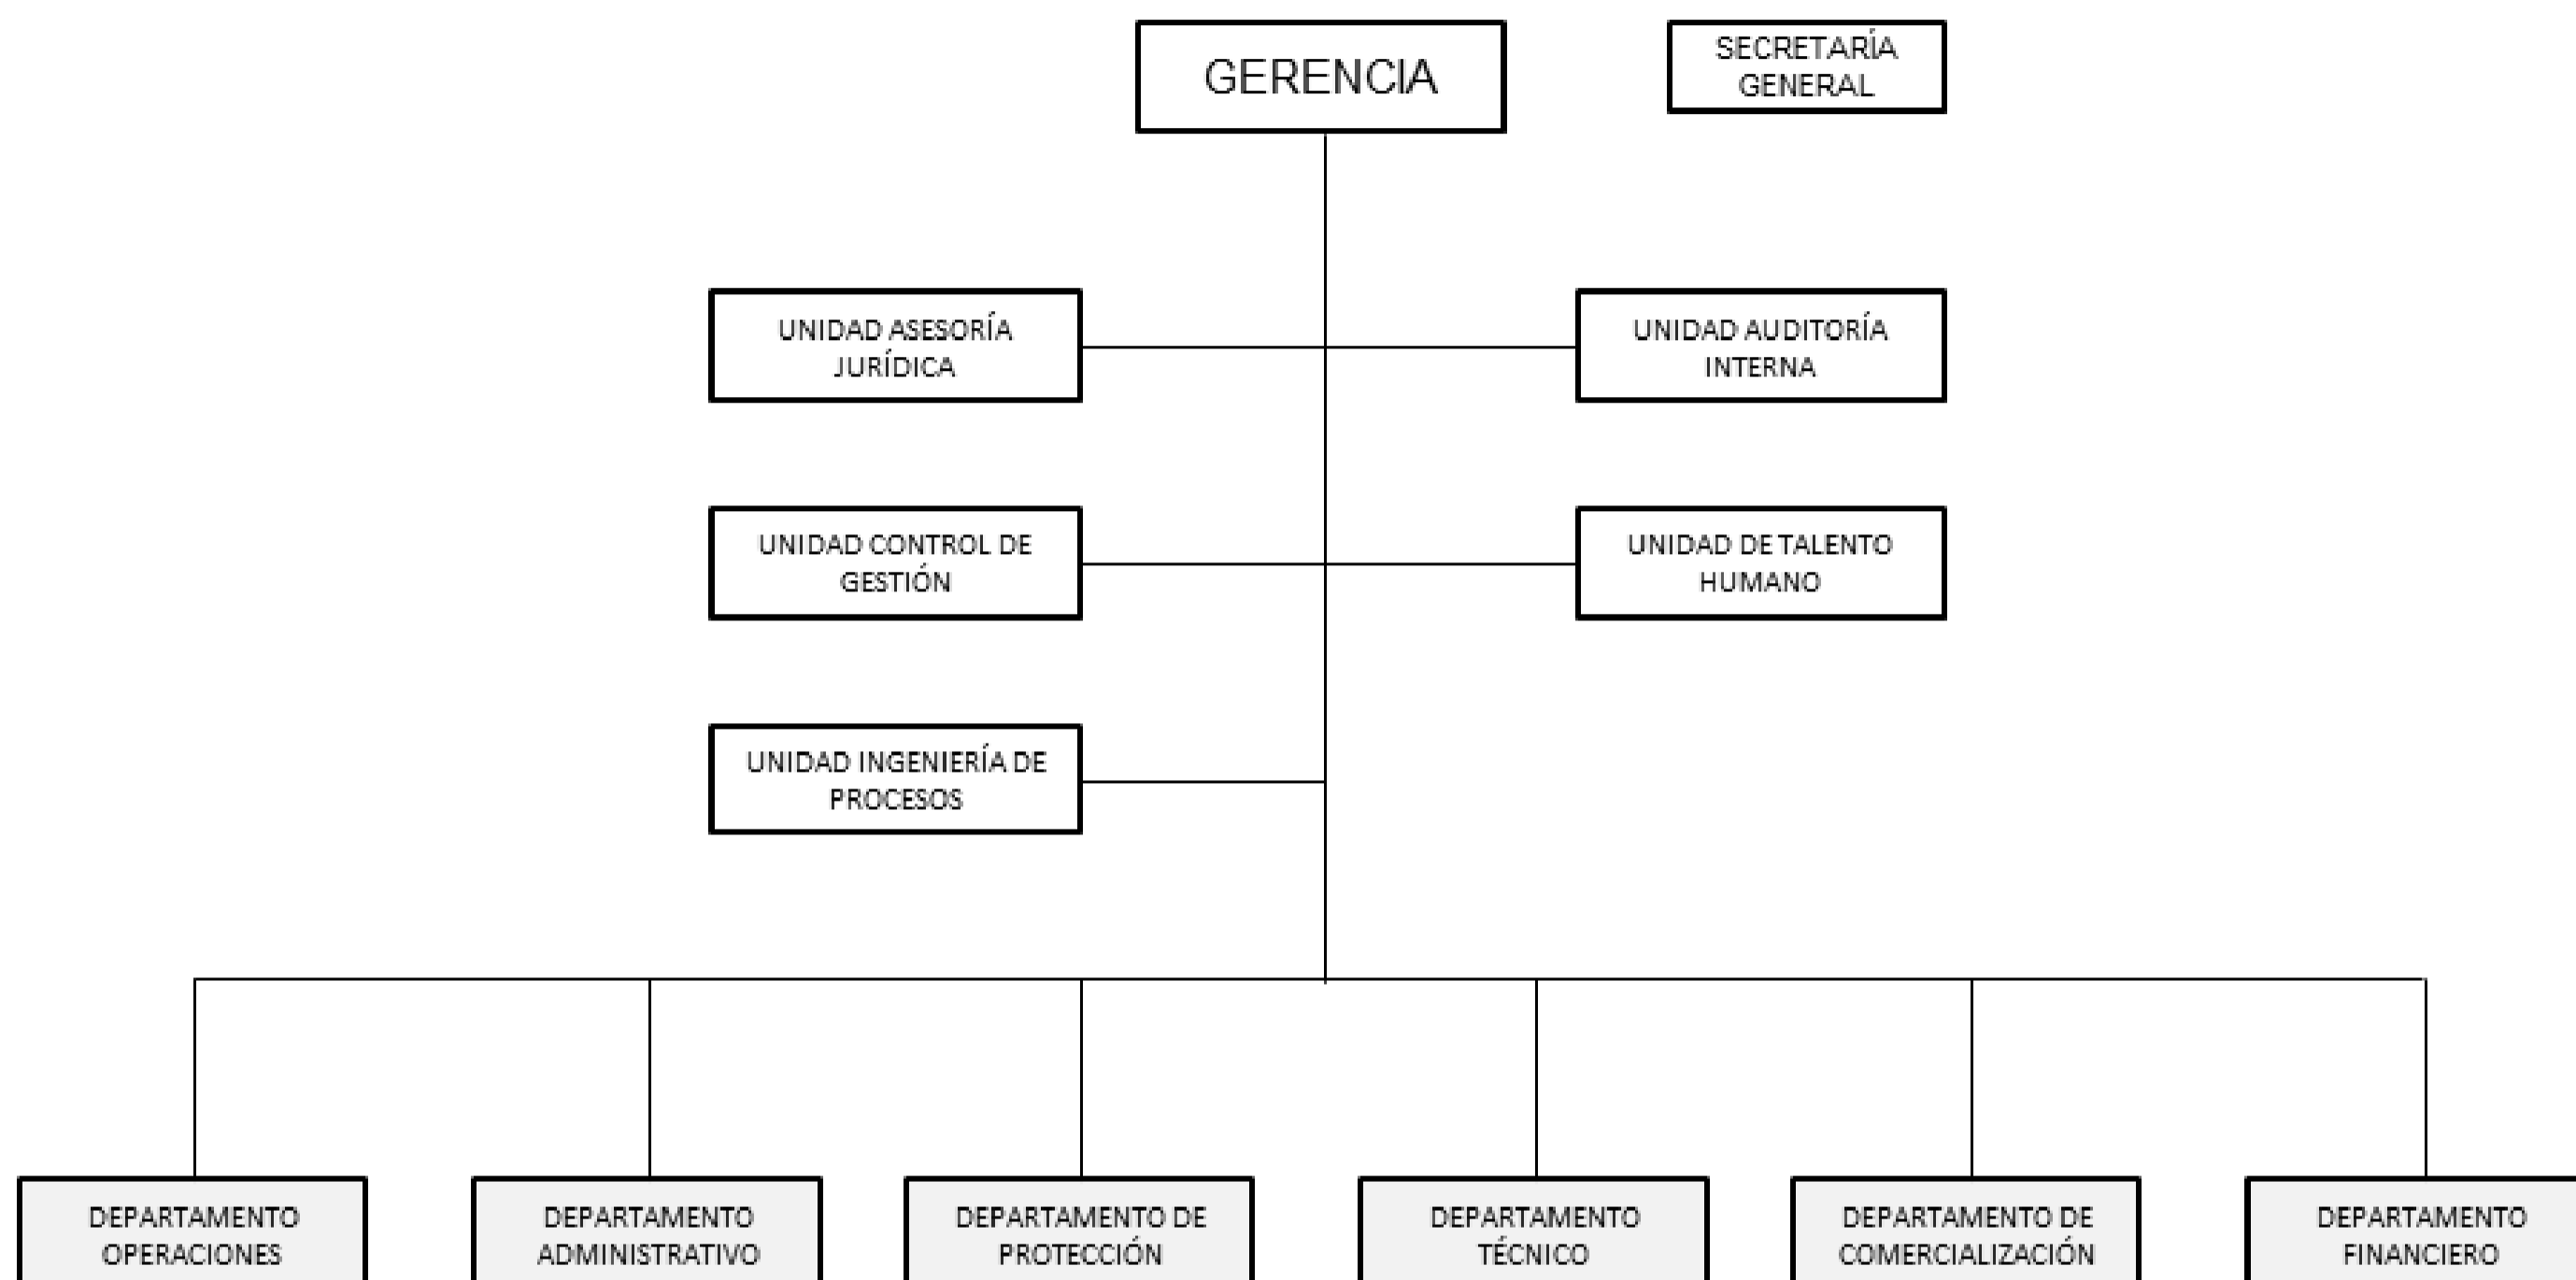 GERENCIA
SECRETARÍA
GENERAL
UNIDAD ASESORÍA
JURÍDICA
UNIDAD AUDITORÍA
INTERNA
UNIDAD CONTROL DE
GESTIÓN
UNIDAD DE TALENTO
HUMANO
UNIDAD INGENIERÍA DE
PROCESOS
DEPARTAMENTO
OPERACIONES
DEPARTAMENTO
ADMINISTRATIVO
DEPARTAMENTO DE
PROTECCIÓN
DEPARTAMENTO
TÉCNICO
DEPARTAMENTO DE
COMERCIALIZACIÓN
DEPARTAMENTO
FINANCIERO